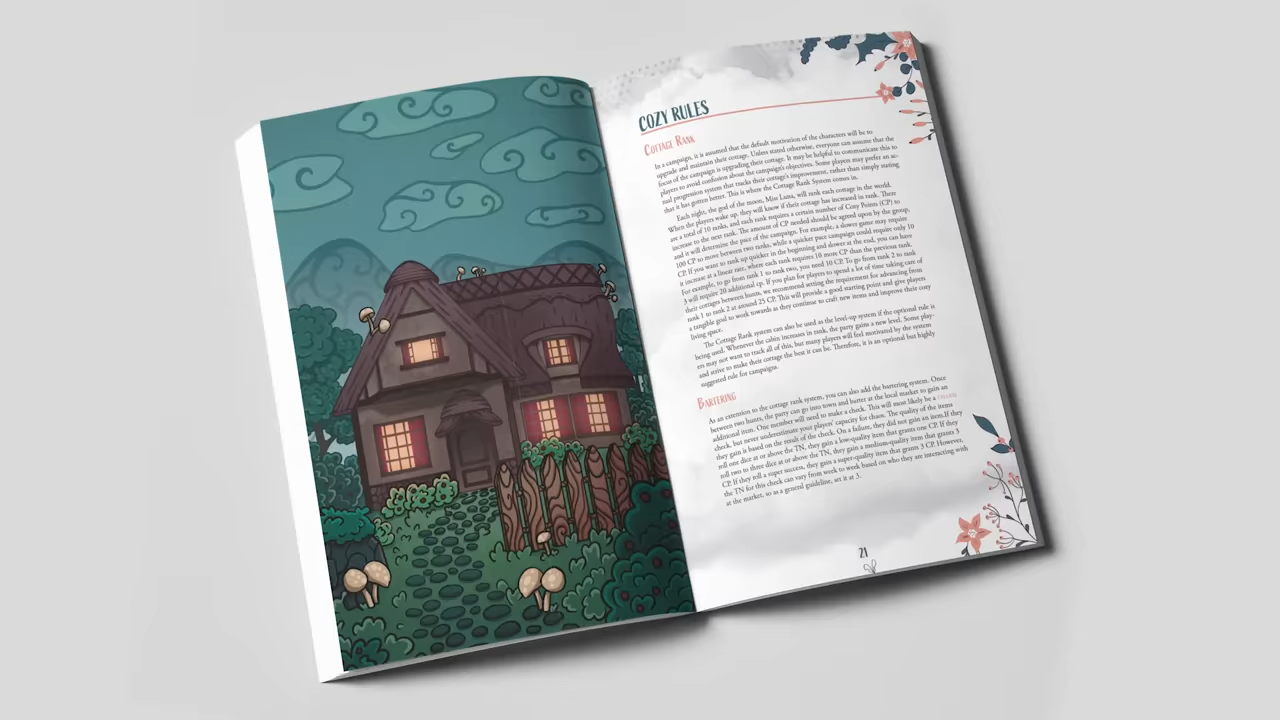 COZY RULES
Cottage Rank
In a campaign, it is assumed that the default motivation of the characters will be to
upgrade and maintain their cottage. Unless stated otherwise, everyone can assume that the
focus of the campaign is upgrading their cottage. It may be helpful to communicate this to
players to avoid confusion about the campaign's objectives. Some players may prefer an ac-
tual progression system that tracks their cottage's improvement, rather than simply stating
that it has gotten better. This is where the Cottage Rank System comes in.
Each night, the god of the moon, Miss Luna, will rank each cottage in the world.
When the players wake up, they will know if their cottage has increased in rank. There
are a total of 10 ranks, and each rank requires a certain number of Cozy Points (CP) to
increase to the next rank. The amount of CP needed should be agreed upon by the group,
and it will determine the pace of the campaign. For example, a slower game may require
100 CP to move between two ranks, while a quicker pace campaign could require only 10
CP. If you want to rank up quicker in the beginning and slower at the end, you can have
it increase at a linear rate, where each rank requires 10 more CP than the previous rank.
For example, to go from rank 1 to rank two, you need 10 CP. To go from rank 2 to rank
3 will require 20 additional cp. If you plan for players to spend a lot of time taking care of
their cottages between hunts, we recommend setting the requirement for advancing from
rank 1 to rank 2 at around 25 CP. This will provide a good starting point and give players
a tangible goal to work towards as they continue to craft new items and improve their cozy
living space.
The Cottage Rank system can also be used as the level-up system if the optional rule is
being used. Whenever the cabin increases in rank, the party gains a new level. Some play-
ers may not want to track all of this, but many players will feel motivated by the system
and strive to make their cottage the best it can be. Therefore, it is an optional but highly
suggested rule for campaigns.
Bartering
As an extension to the cottage rank system, you can also add the bartering system. Once
between two hunts, the party can go into town and barter at the local market to gain an
additional item. One member will need to make a check. This will most likely be a
check, but never underestimate your players' capacity for chaos. The quality of the items
they gain is based on the result of the check. On a failure, they did not gain an item.If they
roll one dice at or above the TN, they gain a low-quality item that grants one CP. If they
roll two to three dice at or above the TN, they gain a medium-quality item that grants 3
CP. If they roll a super success, they gain a super-quality item that grants 3 CP. However,
the TN for this check can vary from week to week based on who they are interacting with
at the market, so as a general guideline, set it at 3.
21